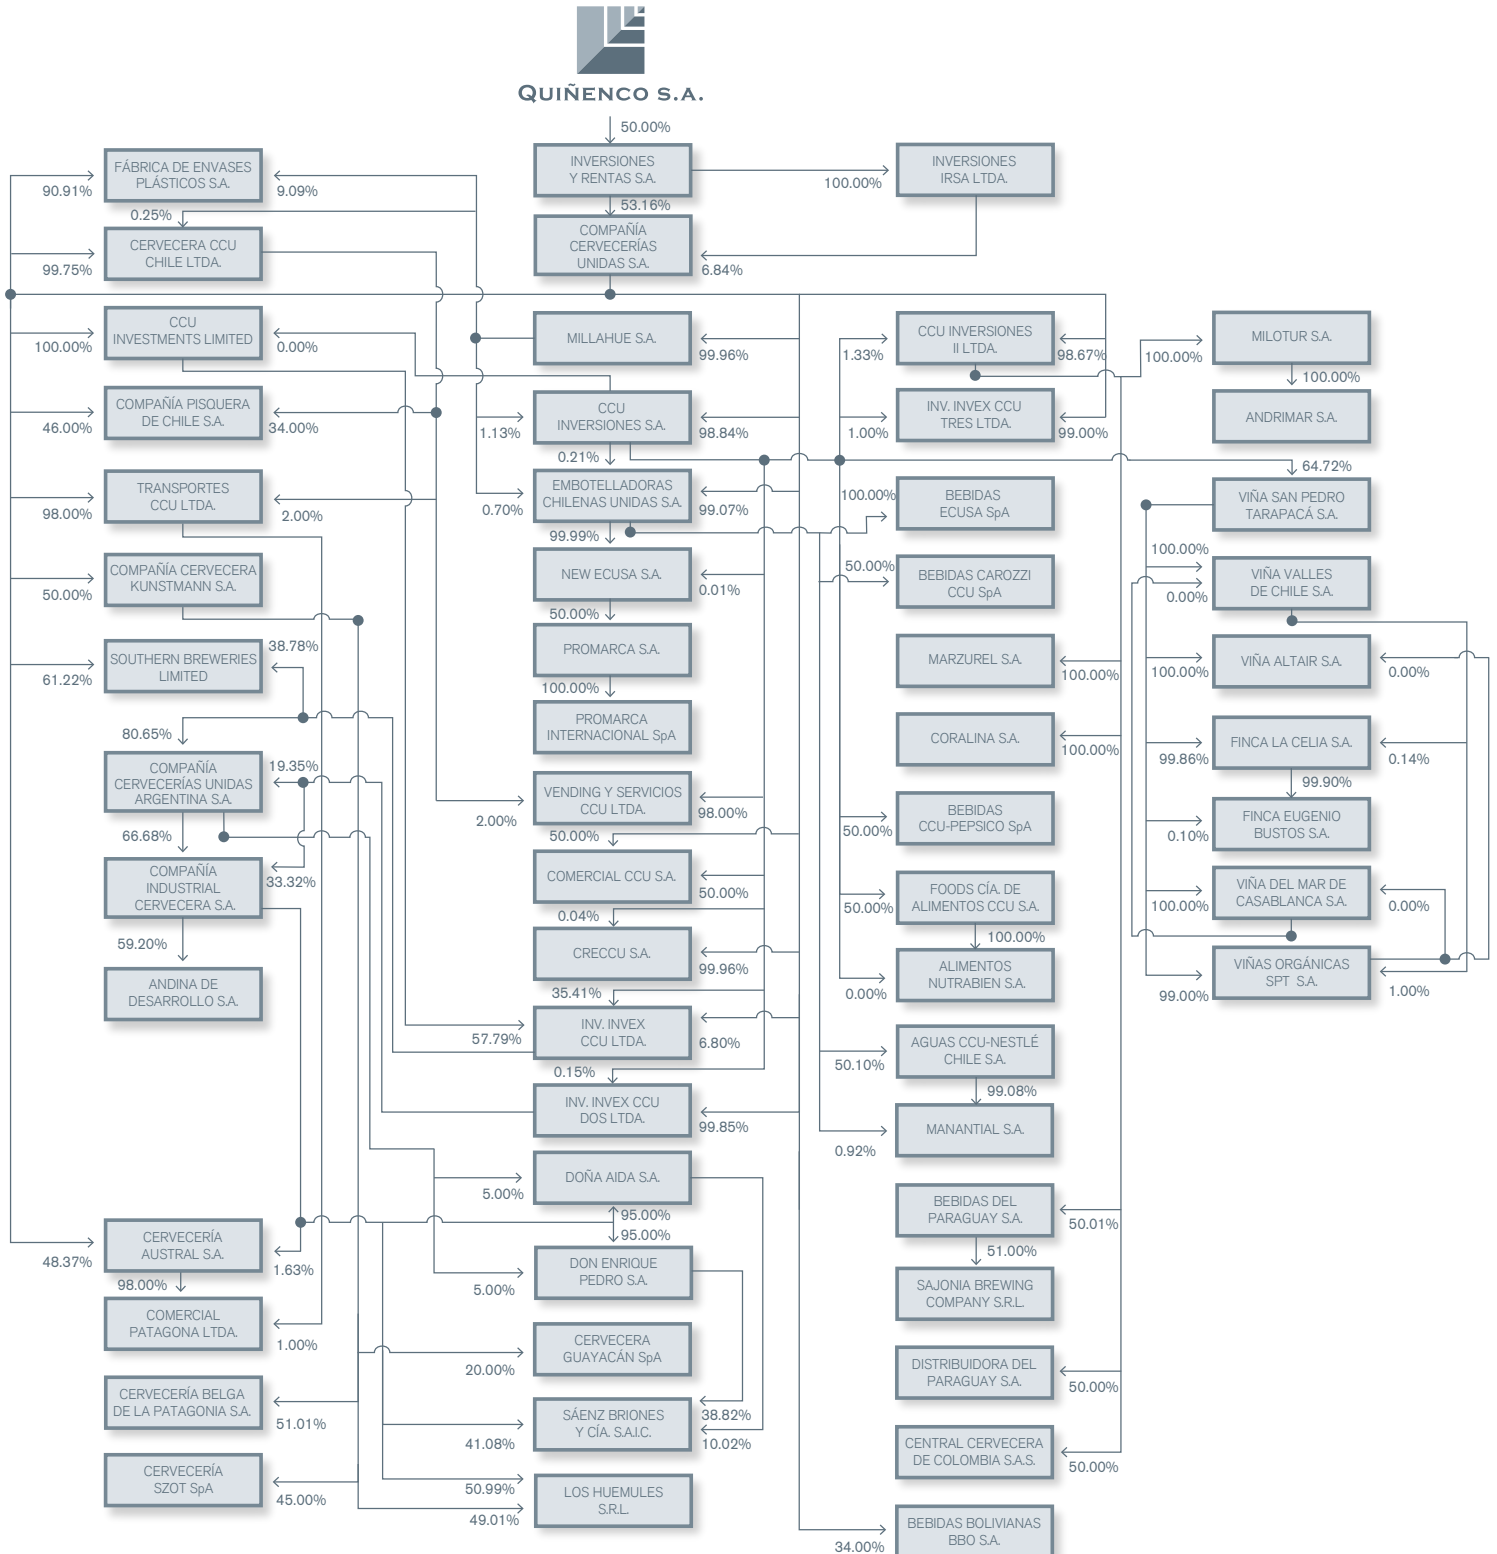 QUIÑENCO S.A.
50.00%
INVERSIONES
Y RENTAS S.A.
100.00%
INVERSIONES
IRSA LTDA.
53.16%
COMPAÑÍA
CERVECERÍAS
UNIDAS S.A.
6.84%
FÁBRICA DE ENVASES
PLÁSTICOS S.A.
90.91%
9.09%
0.25%
CERVECERA CCU
CHILE LTDA.
99.75%
CCU
INVESTMENTS LIMITED
100.00%
0.00%
COMPAÑÍA PISQUERA
DE CHILE S.A.
46.00%
34.00%
TRANSPORTES
CCU LTDA.
98.00%
2.00%
COMPAÑÍA CERVECERA
KUNSTMANN S.A.
50.00%
38.78%
SOUTHERN BREWERIES
LIMITED
61.22%
80.65%
19.35%
COMPAÑÍA
CERVECERÍAS UNIDAS
ARGENTINA S.A.
66.68%
33.32%
COMPAÑÍA
INDUSTRIAL
CERVECERA S.A.
59.20%
ANDINA DE
DESARROLLO S.A.
CERVECERÍA
AUSTRAL S.A.
48.37%
1.63%
98.00%
COMERCIAL
PATAGONA LTDA.
1.00%
CERVECERÍA BELGA
DE LA PATAGONIA S.A.
51.01%
CERVECERÍA
SZOT SpA
45.00%
MILLAHUE S.A.
99.96%
CCU
INVERSIONES S.A.
1.13%
98.84%
0.21%
EMBOTELLADORAS
CHILENAS UNIDAS S.A.
0.70%
99.07%
99.99%
NEW ECUSA S.A.
0.01%
50.00%
PROMARCA S.A.
100.00%
PROMARCA
INTERNACIONAL SpA
VENDING Y SERVICIOS
CCU LTDA.
2.00%
98.00%
50.00%
COMERCIAL CCU S.A.
50.00%
0.04%
CRECCU S.A.
99.96%
35.41%
INV. INVEX
CCU LTDA.
57.79%
6.80%
0.15%
INV. INVEX CCU
DOS LTDA.
99.85%
DOÑA AIDA S.A.
5.00%
95.00%
95.00%
DON ENRIQUE
PEDRO S.A.
5.00%
CERVECERA
GUAYACÁN SpA
20.00%
SÁENZ BRIONES
Y CÍA. S.A.I.C.
38.82%
41.08%
10.02%
LOS HUEMULES
S.R.L.
50.99%
49.01%
CCU INVERSIONES
II LTDA.
1.33%
98.67%
INV. INVEX CCU
TRES LTDA.
1.00%
99.00%
100.00%
BEBIDAS
ECUSA SpA
50.00%
BEBIDAS CAROZZI
CCU SpA
MARZUREL S.A.
100.00%
CORALINA S.A.
100.00%
BEBIDAS
CCU-PEPSICO SpA
50.00%
FOODS CÍA. DE
ALIMENTOS CCU S.A.
50.00%
100.00%
ALIMENTOS
NUTRABIEN S.A.
0.00%
AGUAS CCU-NESTLÉ
CHILE S.A.
50.10%
99.08%
MANANTIAL S.A.
0.92%
BEBIDAS DEL
PARAGUAY S.A.
50.01%
51.00%
SAJONIA BREWING
COMPANY S.R.L.
DISTRIBUIDORA DEL
PARAGUAY S.A.
50.00%
CENTRAL CERVECERA
DE COLOMBIA S.A.S.
50.00%
BEBIDAS BOLIVIANAS
BBO S.A.
34.00%
MILOTUR S.A.
100.00%
100.00%
ANDRIMAR S.A.
64.72%
VIÑA SAN PEDRO
TARAPACÁ S.A.
100.00%
VIÑA VALLES
DE CHILE S.A.
0.00%
VIÑA ALTAIR S.A.
100.00%
0.00%
FINCA LA CELIA S.A.
99.86%
0.14%
99.90%
FINCA EUGENIO
BUSTOS S.A.
0.10%
VIÑA DEL MAR DE
CASABLANCA S.A.
100.00%
0.00%
VIÑAS ORGÁNICAS
SPT S.A.
99.00%
1.00%